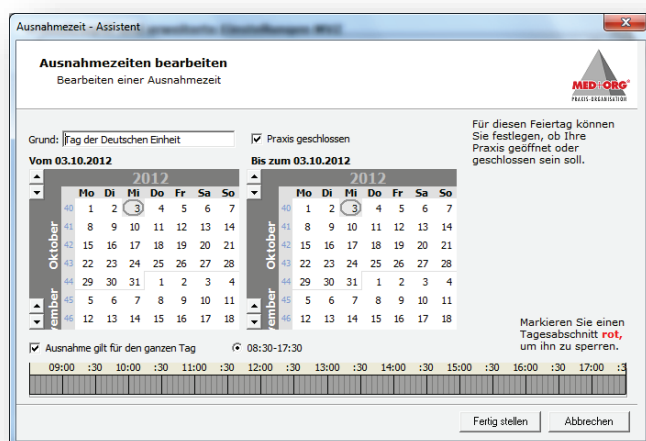 Ausnahmezeit - Assistent
Ausnahmezeiten bearbeiten
Bearbeiten einer Ausnahmezeit
MED+ORG®
PRAXIS-ORGANISATION
Grund: Tag der Deutschen Einheit
Praxis geschlossen
Für diesen Feiertag können
Sie festlegen, ob Ihre
Praxis geöffnet oder
geschlossen sein soll.
Vom 03.10.2012
2012
Mo Di Mi Do Fr Sa So
40 1 2 3 4 5 6 7
41 8 9 10 11 12 13 14
42 15 16 17 18 19 20 21
43 22 23 24 25 26 27 28
44 29 30 31 1 2 3 4
45 5 6 7 8 9 10 11
46 12 13 14 15 16 17 18
Oktober
vember
Bis zum 03.10.2012
2012
Mo Di Mi Do Fr Sa So
40 1 2 3 4 5 6 7
41 8 9 10 11 12 13 14
42 15 16 17 18 19 20 21
43 22 23 24 25 26 27 28
44 29 30 31 1 2 3 4
45 5 6 7 8 9 10 11
46 12 13 14 15 16 17 18
Oktober
vember
Markieren Sie einen
Tagesabschnitt rot,
um ihn zu sperren.
Ausnahme gilt für den ganzen Tag
08:30-17:30
09:00 :30 10:00 :30 11:00 :30 12:00 :30 13:00 :30 14:00 :30 15:00 :30 16:00 :30 17:00 :3
Fertig stellen
Abbrechen